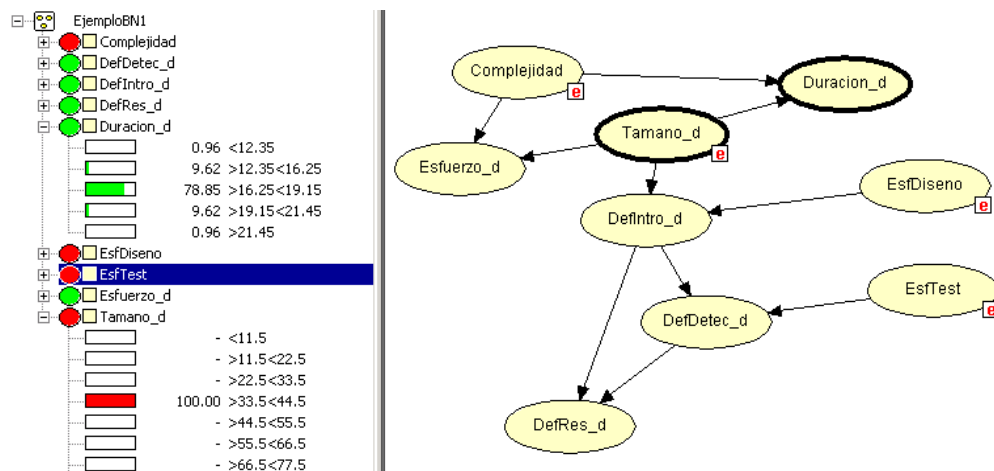 EjemploBN1
Complejidad
DefDetec_d
DefIntro_d
DefRes_d
Duracion_d
0.96 <12.35
9.62 >12.35<16.25
78.85 >16.25<19.15
9.62 >19.15<21.45
0.96 >21.45
EsfDiseno
EsfTest
Esfuerzo_d
Tamano_d
- <11.5
- >11.5<22.5
- >22.5<33.5
100.00 >33.5<44.5
- >44.5<55.5
- >55.5<66.5
- >66.5<77.5
Complejidad
e
Duracion_d
Tamano_d
e
Esfuerzo_d
EsfDiseno
e
DefIntro_d
EsfTest
e
DefDetec_d
DefRes_d